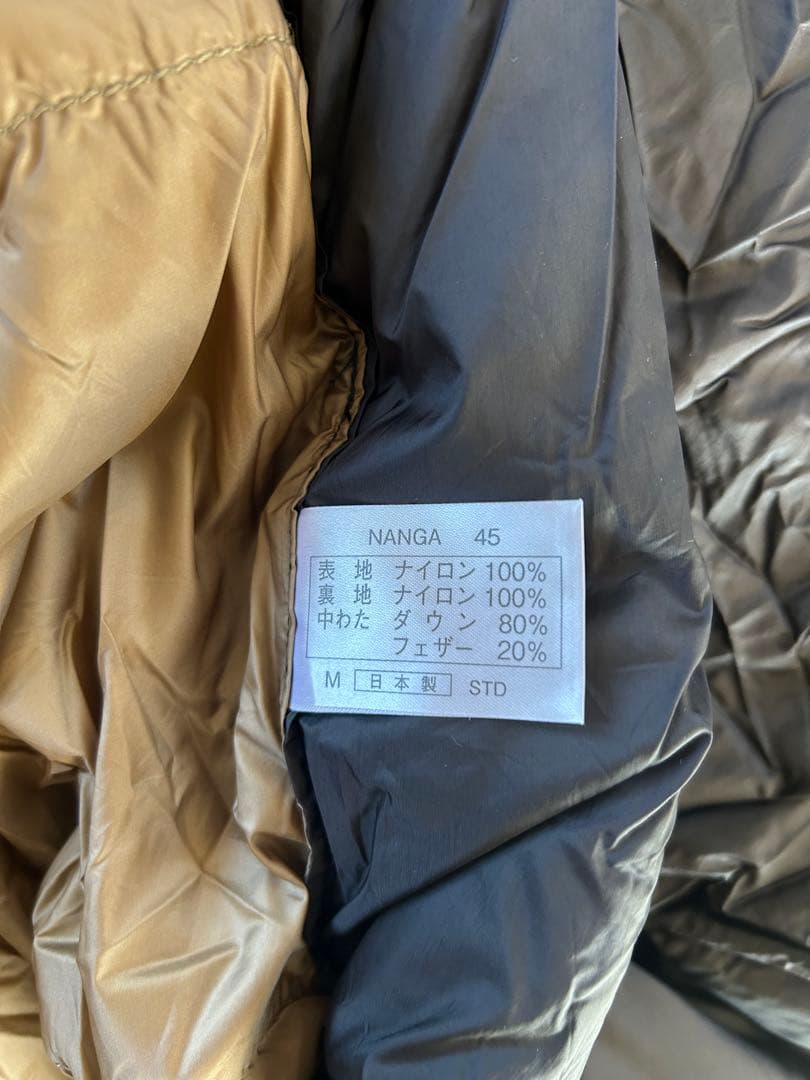 NANGA 45
表地 ナイロン 100%
裏地 ナイロン 100%
中わた ダウン 80%
フェザー 20%
M 日本製 STD